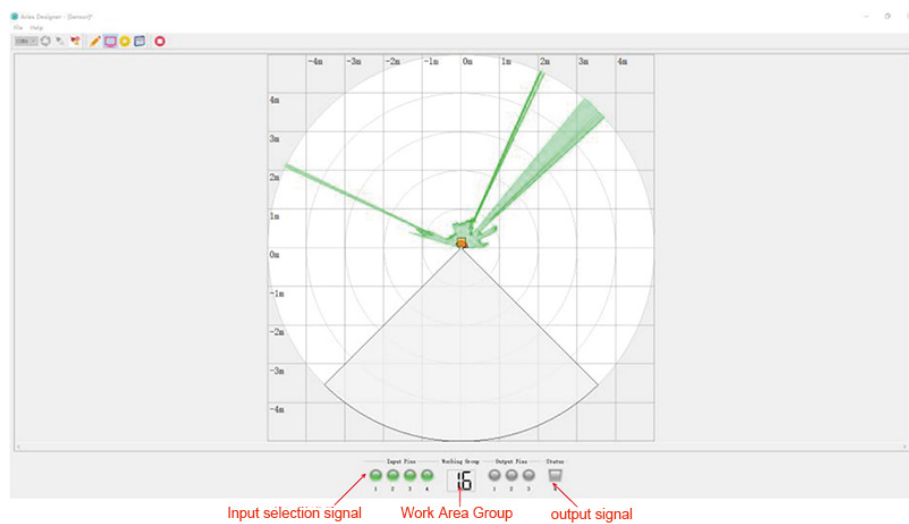 Aries Designer - [Sensor]*
File Help
-4m -3m -2m -1m 0m 1m 2m 3m 4m
4m
3m
2m
1m
0m
-1m
-2m
-3m
-4m
Input Pins Working Group Output Pins Status
16
1 2 3 4 1 2 3
Input selection signal Work Area Group output signal